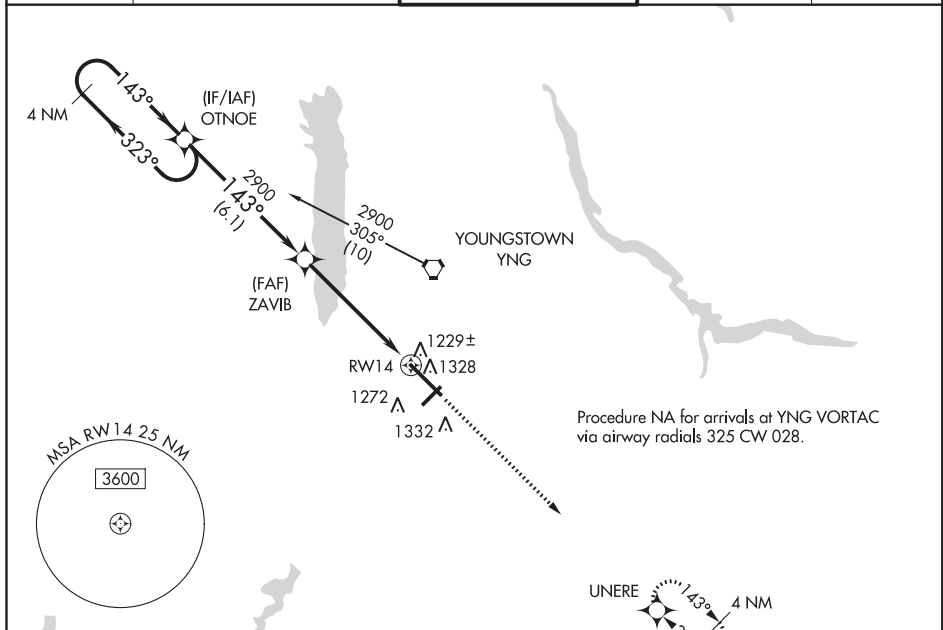 143°
4 NM
323°
(IF/IAF)
OTNOE
2900
143°
(6.1)
2900
305°
(10)
YOUNGSTOWN
YNG
(FAF)
ZAVIB
RW14
1229±
1328
1272
1332
Procedure NA for arrivals at YNG VORTAC
via airway radials 325 CW 028.
MSA RW14 25 NM
3600
UNERE
143°
4 NM